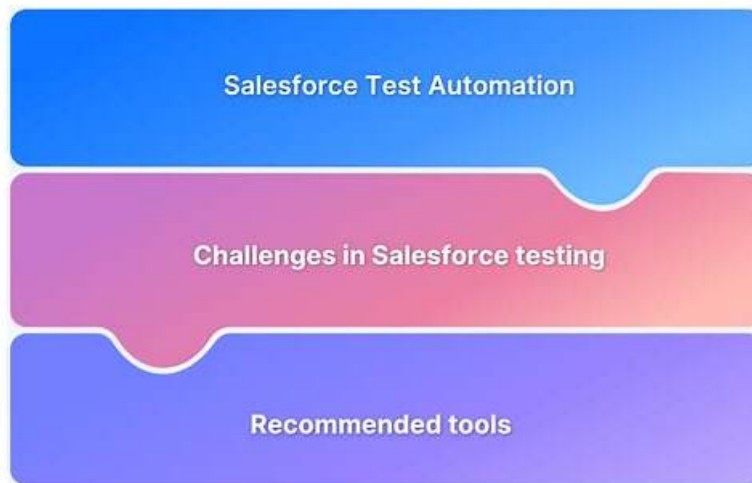 Salesforce Test Automation
Challenges in Salesforce testing
Recommended tools